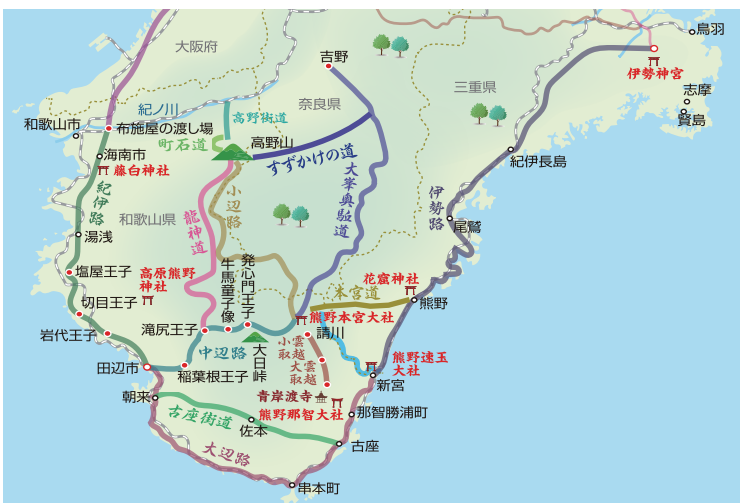 大阪府
鳥羽
吉野
伊勢神宮
三重県
奈良県
志摩
賢島
紀ノ川
高野街道
和歌山市
布施屋の渡し場
町石道
高野山
すずかけの道
海南市
藤白神社
紀伊長島
紀伊路
小辺路
大峯奥駈道
伊勢路
和歌山県
龍神道
尾鷲
湯浅
塩屋王子
高原熊野
神社
牛馬童子像
発心門王子
花窟神社
本宮道
熊野
切目王子
熊野本宮大社
岩代王子
滝尻王子
請川
中辺路
大日峠
小雲
取越
大雲
取越
熊野速玉
大社
田辺市
稲葉根王子
新宮
朝来
青岸渡寺
熊野那智大社
那智勝浦町
古座街道
佐本
古座
大辺路
串本町